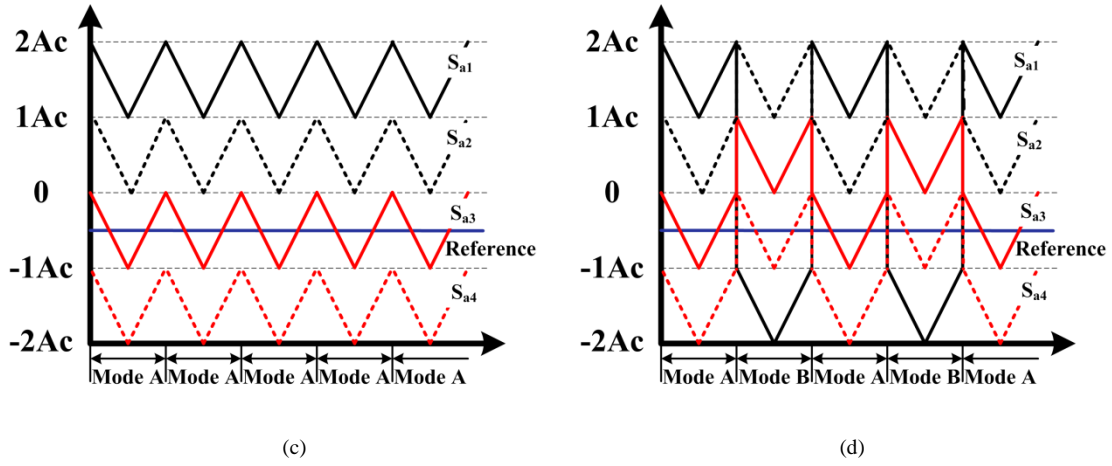 2Ac
1Ac
0
-1Ac
-2Ac
Sa1
Sa2
Sa3
Reference
Sa4
Mode A Mode A Mode A Mode A Mode A
(c)
2Ac
1Ac
0
-1Ac
-2Ac
Sa1
Sa2
Sa3
Reference
Sa4
Mode A Mode B Mode A Mode B Mode A
(d)